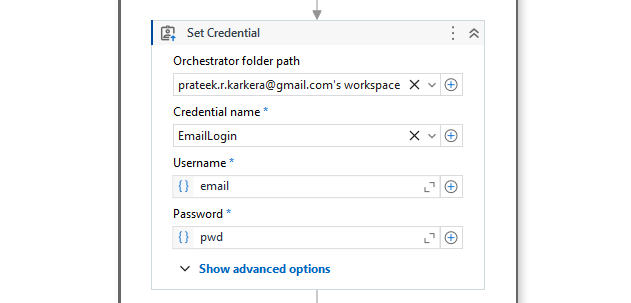 Set Credential
Orchestrator folder path
prateek.r.karkera@gmail.com's workspace
Credential name *
EmailLogin
Username *
{ } email
Password *
{ } pwd
Show advanced options